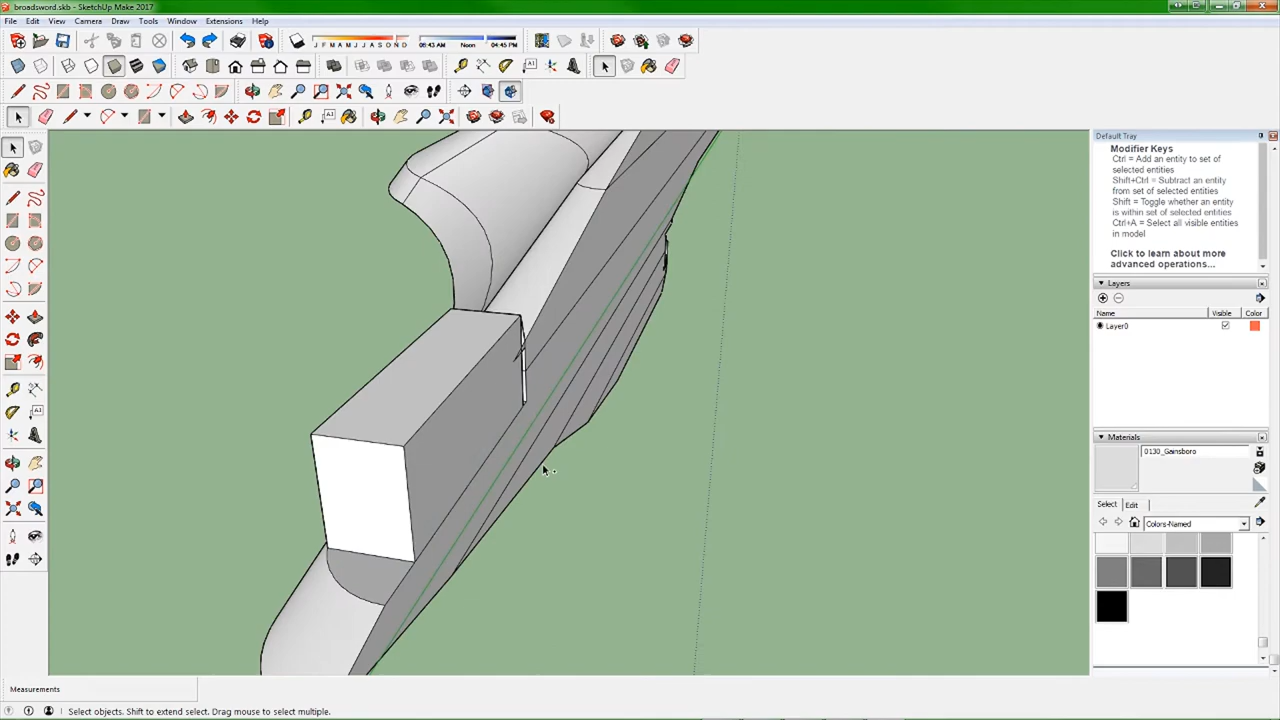 broadsword.skb - SketchUp Make 2017
File Edit View Camera Draw Tools Window Extensions Help
J F M A M J J A S O N D 06:43 AM Noon 04:45 PM
Default Tray
Modifier Keys
Ctrl = Add an entity to set of
selected entities
Shift+Ctrl = Subtract an entity
from set of selected entities
Shift = Toggle whether an entity
is within set of selected entities
Ctrl+A = Select all visible entities
in model
Click to learn about more
advanced operations...
Layers
Name Visible Color
Layer0
Materials
0130_Gainsboro
Select Edit
Colors-Named
Measurements
Select objects. Shift to extend select. Drag mouse to select multiple.